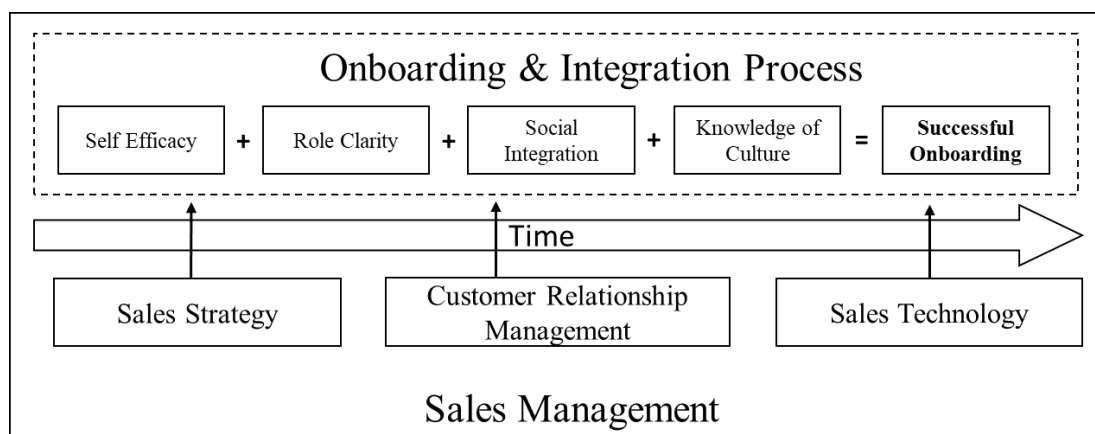 Onboarding & Integration Process
Self Efficacy + Role Clarity + Social Integration + Knowledge of Culture = Successful Onboarding
Time
Sales Strategy
Customer Relationship
Management
Sales Technology
Sales Management